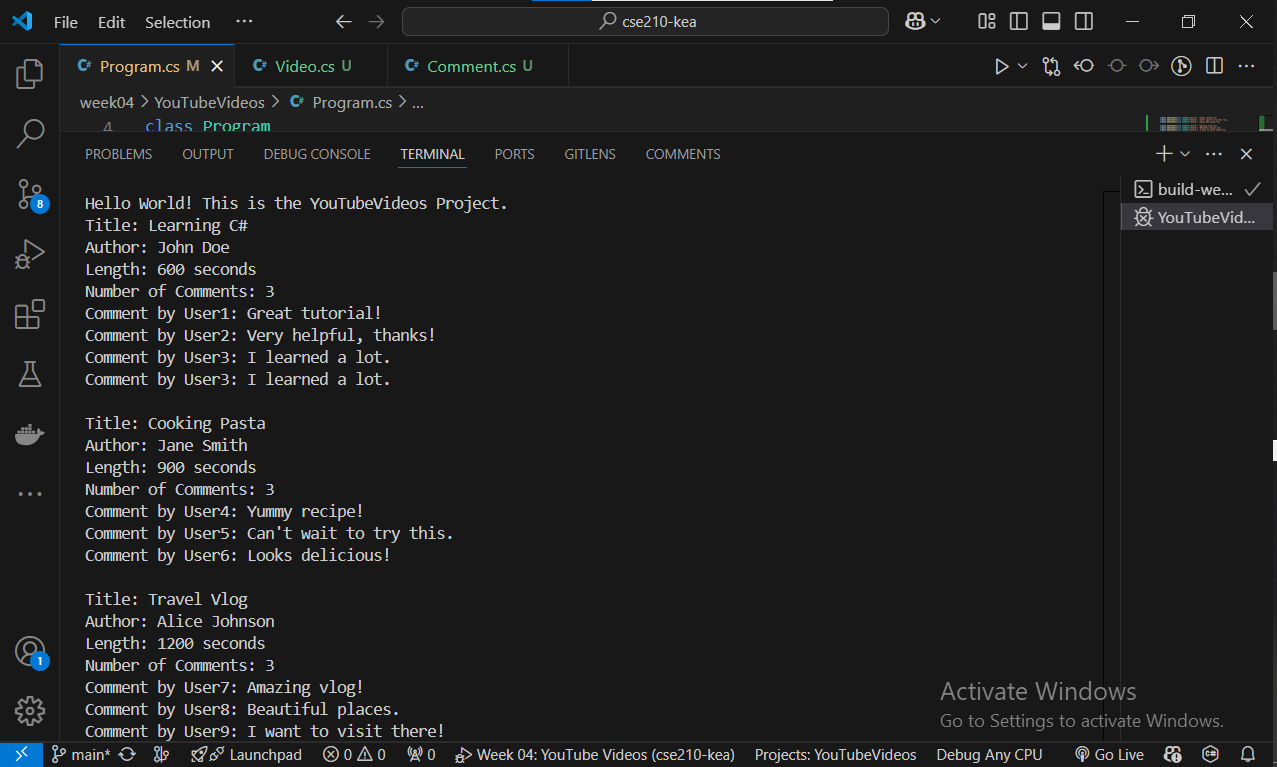 File Edit Selection ··· cse210-kea
Program.cs M Video.cs U Comment.cs U
week04 > YouTubeVideos > Program.cs > ...
4 class Program
PROBLEMS OUTPUT DEBUG CONSOLE TERMINAL PORTS GITLENS COMMENTS
build-we...
YouTubeVid...
Hello World! This is the YouTubeVideos Project.
Title: Learning C#
Author: John Doe
Length: 600 seconds
Number of Comments: 3
Comment by User1: Great tutorial!
Comment by User2: Very helpful, thanks!
Comment by User3: I learned a lot.
Comment by User3: I learned a lot.
Title: Cooking Pasta
Author: Jane Smith
Length: 900 seconds
Number of Comments: 3
Comment by User4: Yummy recipe!
Comment by User5: Can't wait to try this.
Comment by User6: Looks delicious!
Title: Travel Vlog
Author: Alice Johnson
Length: 1200 seconds
Number of Comments: 3
Comment by User7: Amazing vlog!
Comment by User8: Beautiful places.
Comment by User9: I want to visit there!
8
1
Activate Windows
Go to Settings to activate Windows.
main* Launchpad 0 0 0 Week 04: YouTube Videos (cse210-kea) Projects: YouTubeVideos Debug Any CPU Go Live